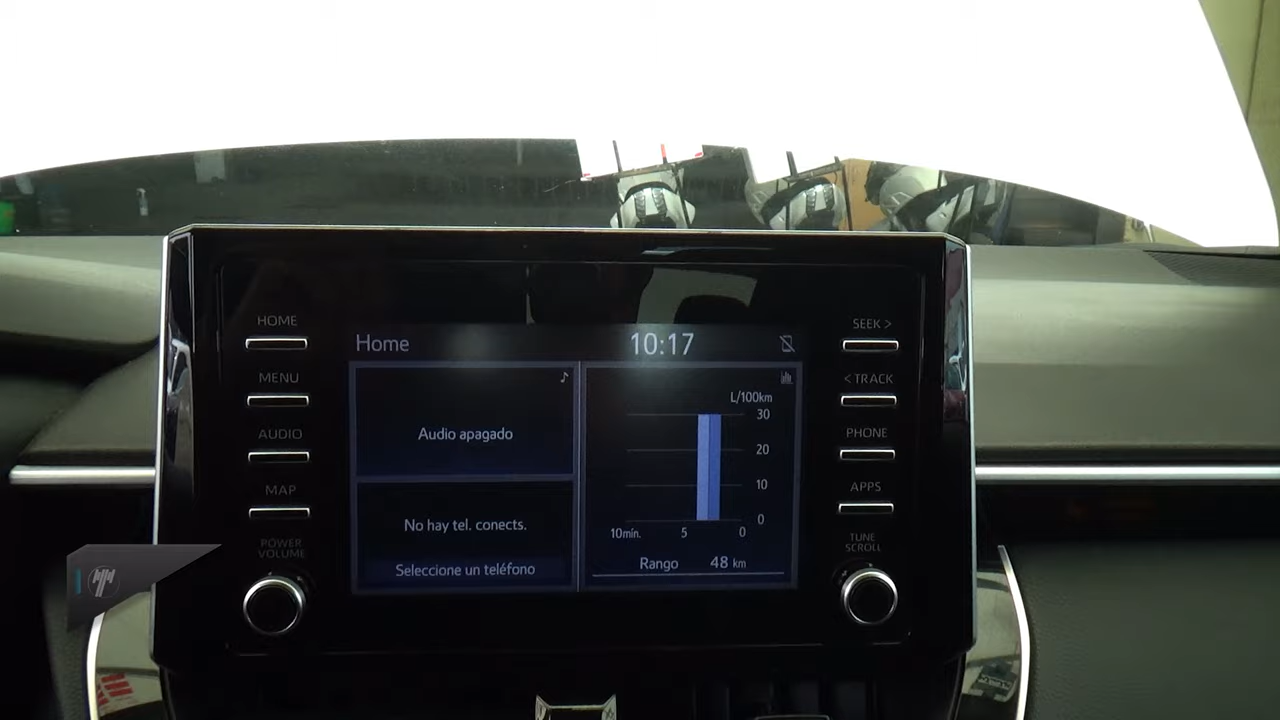 HOME
MENU
AUDIO
MAP
POWER
VOLUME
Home
10:17
Audio apagado
No hay tel. conects.
Seleccione un teléfono
L/100km
30
20
10
0
10mín. 5 0
Rango 48 km
SEEK >
< TRACK
PHONE
APPS
TUNE
SCROLL